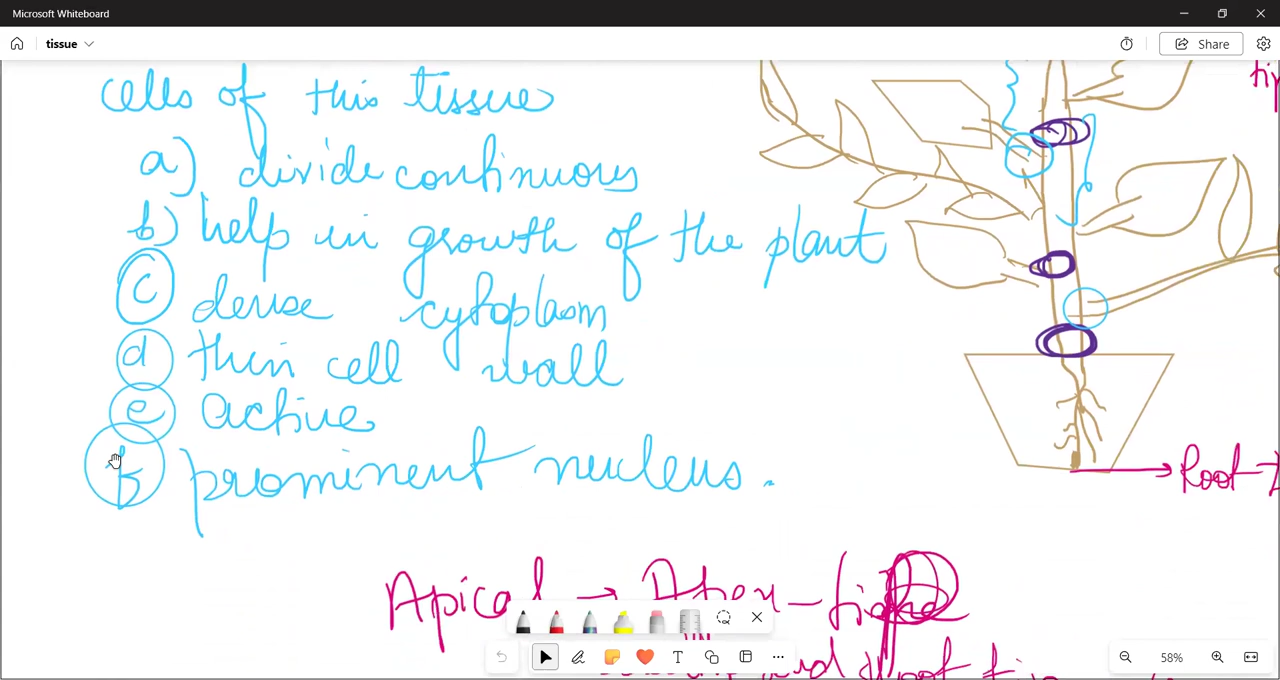 Microsoft Whiteboard
tissue
Share
cells of this tissue
a) divide continuous
b) help in growth of the plant
c dense cytoplasm
d thin cell wall
e active
f prominent nucleus.
Root-
Apical → Apex-
58%